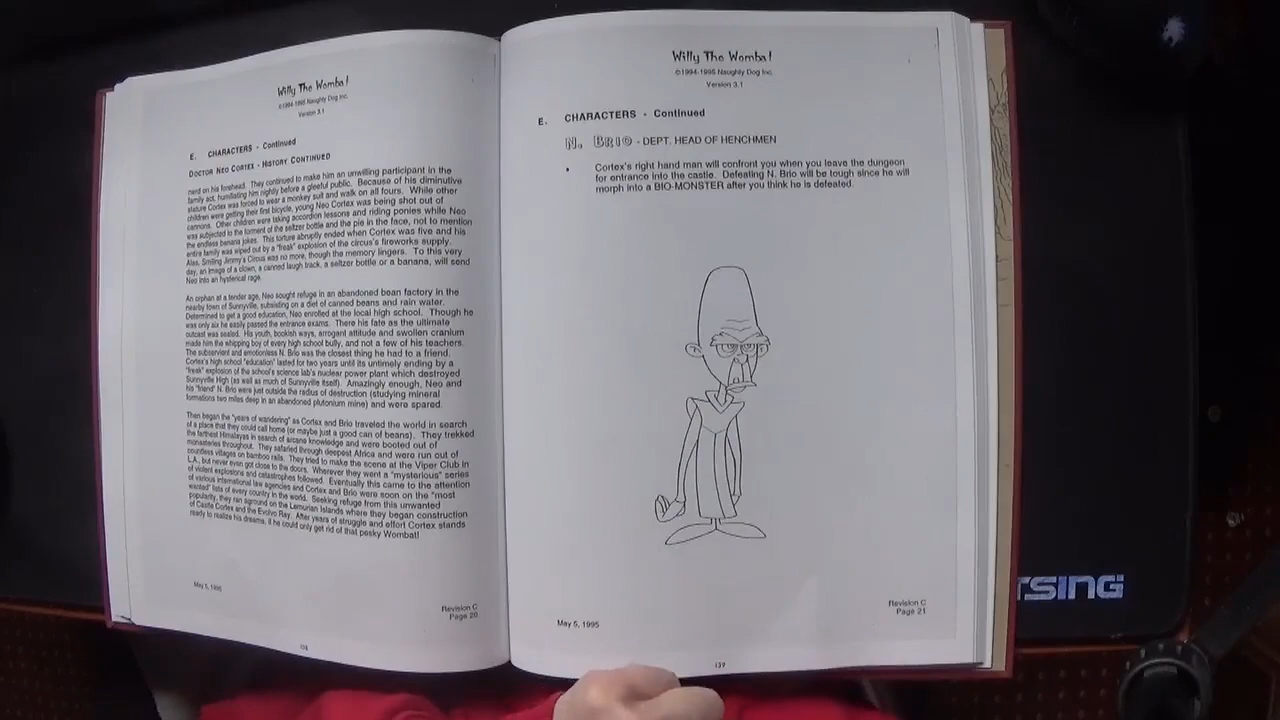 Willy The Wombat
©1994-1995 Naughty Dog Inc.
Version 3.1
E. CHARACTERS - Continued
DOCTOR NEO CORTEX - HISTORY CONTINUED
nerd on his forehead. They continued to make him an unwilling participant in the
family act, humiliating him nightly before a gleeful public. Because of his diminutive
stature Cortex was forced to wear a monkey suit and walk on all fours. While other
children were getting their first bicycle, young Neo Cortex was being shot out of
cannons. Other children were taking accordion lessons and riding ponies while Neo
was subjected to the torment of the seltzer bottle and the pie in the face, not to mention
the endless banana jokes. This torture abruptly ended when Cortex was five and his
entire family was wiped out by a "freak" explosion of the circus's fireworks supply.
Alas, Smiling Jimmy's Circus was no more, though the memory lingers. To this very
day, an image of a clown, a canned laugh track, a seltzer bottle or a banana, will send
Neo into an hysterical rage.
An orphan at a tender age, Neo sought refuge in an abandoned bean factory in the
nearby town of Sunnyville, subsisting on a diet of canned beans and rain water.
Determined to get a good education, Neo enrolled at the local high school. Though he
was only six he easily passed the entrance exams. There his fate as the ultimate
outcast was sealed. His youth, bookish ways, arrogant attitude and swollen cranium
made him the whipping boy of every high school bully, and not a few of his teachers.
The subservient and emotionless N. Brio was the closest thing he had to a friend.
Cortex's high school "education" lasted for two years until its untimely ending by a
"freak" explosion of the school's science lab's nuclear power plant which destroyed
Sunnyville High (as well as much of Sunnyville itself). Amazingly enough, Neo and
his "friend" N. Brio were just outside the radius of destruction (studying mineral
formations two miles deep in an abandoned plutonium mine) and were spared.
Then began the "years of wandering" as Cortex and Brio traveled the world in search
of a place that they could call home (or maybe just a good can of beans). They trekked
the farthest Himalayas in search of arcane knowledge and were booted out of
monasteries throughout. They safaried through deepest Africa and were run out of
countless villages on bamboo rails. They tried to make the scene at the Viper Club in
L.A., but never even got close to the doors. Wherever they went a "mysterious" series
of violent explosions and catastrophes followed. Eventually this came to the attention
of various international law agencies and Cortex and Brio were soon on the "most
wanted" lists of every country in the world. Seeking refuge from this unwanted
popularity, they ran aground on the Lemurian Islands where they began construction
of Castle Cortex and the Evolvo Ray. After years of struggle and effort Cortex stands
ready to realize his dreams, if he could only get rid of that pesky Wombat!
May 5, 1995
Revision C
Page 20
138
Willy The Wombat
©1994-1995 Naughty Dog Inc.
Version 3.1
E. CHARACTERS - Continued
N. BRIO - DEPT. HEAD OF HENCHMEN
• Cortex's right hand man will confront you when you leave the dungeon
for entrance into the castle. Defeating N. Brio will be tough since he will
morph into a BIO-MONSTER after you think he is defeated.
May 5, 1995
Revision C
Page 21
139
TSING